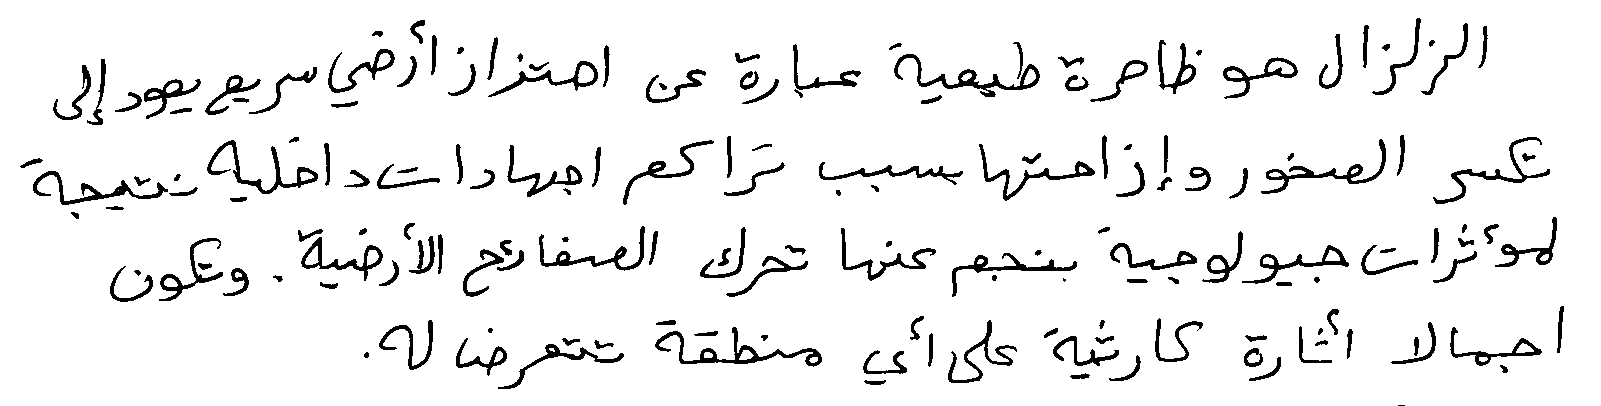 الزلزال هو ظاهرة طبيعية عبارة عن اهتزاز أرضي سريع يعود إلى
تكسر الصخور وإزاحتها بسبب تراكم اجهادات داخلية نتيجة
لمؤثرات جيولوجية ينجم عنها تحرك الصفائح الأرضية. وتكون
اجمالا اثارة كارثية على أي منطقة تتعرض له.